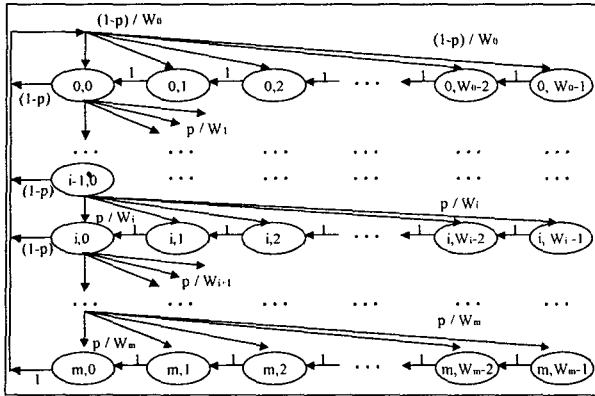 (1-p) / W₀
(1-p) / W₀
0,0 1 0,1 1 0,2 1 ... 1 0,W₀-2 1 0, W₀-1
(1-p)
p / W₁
... ... ... ... ... ...
(1-p) i-1,0
p / Wᵢ p / Wᵢ
i,0 1 i,1 1 i,2 1 ... 1 i,Wᵢ-2 1 i, Wᵢ-1
(1-p)
p / Wᵢ₊₁
... ... ... ... ... ...
p / Wₘ
p / Wₘ
m,0 1 m,1 1 m,2 1 ... 1 m,Wₘ-2 1 m,Wₘ-1
1